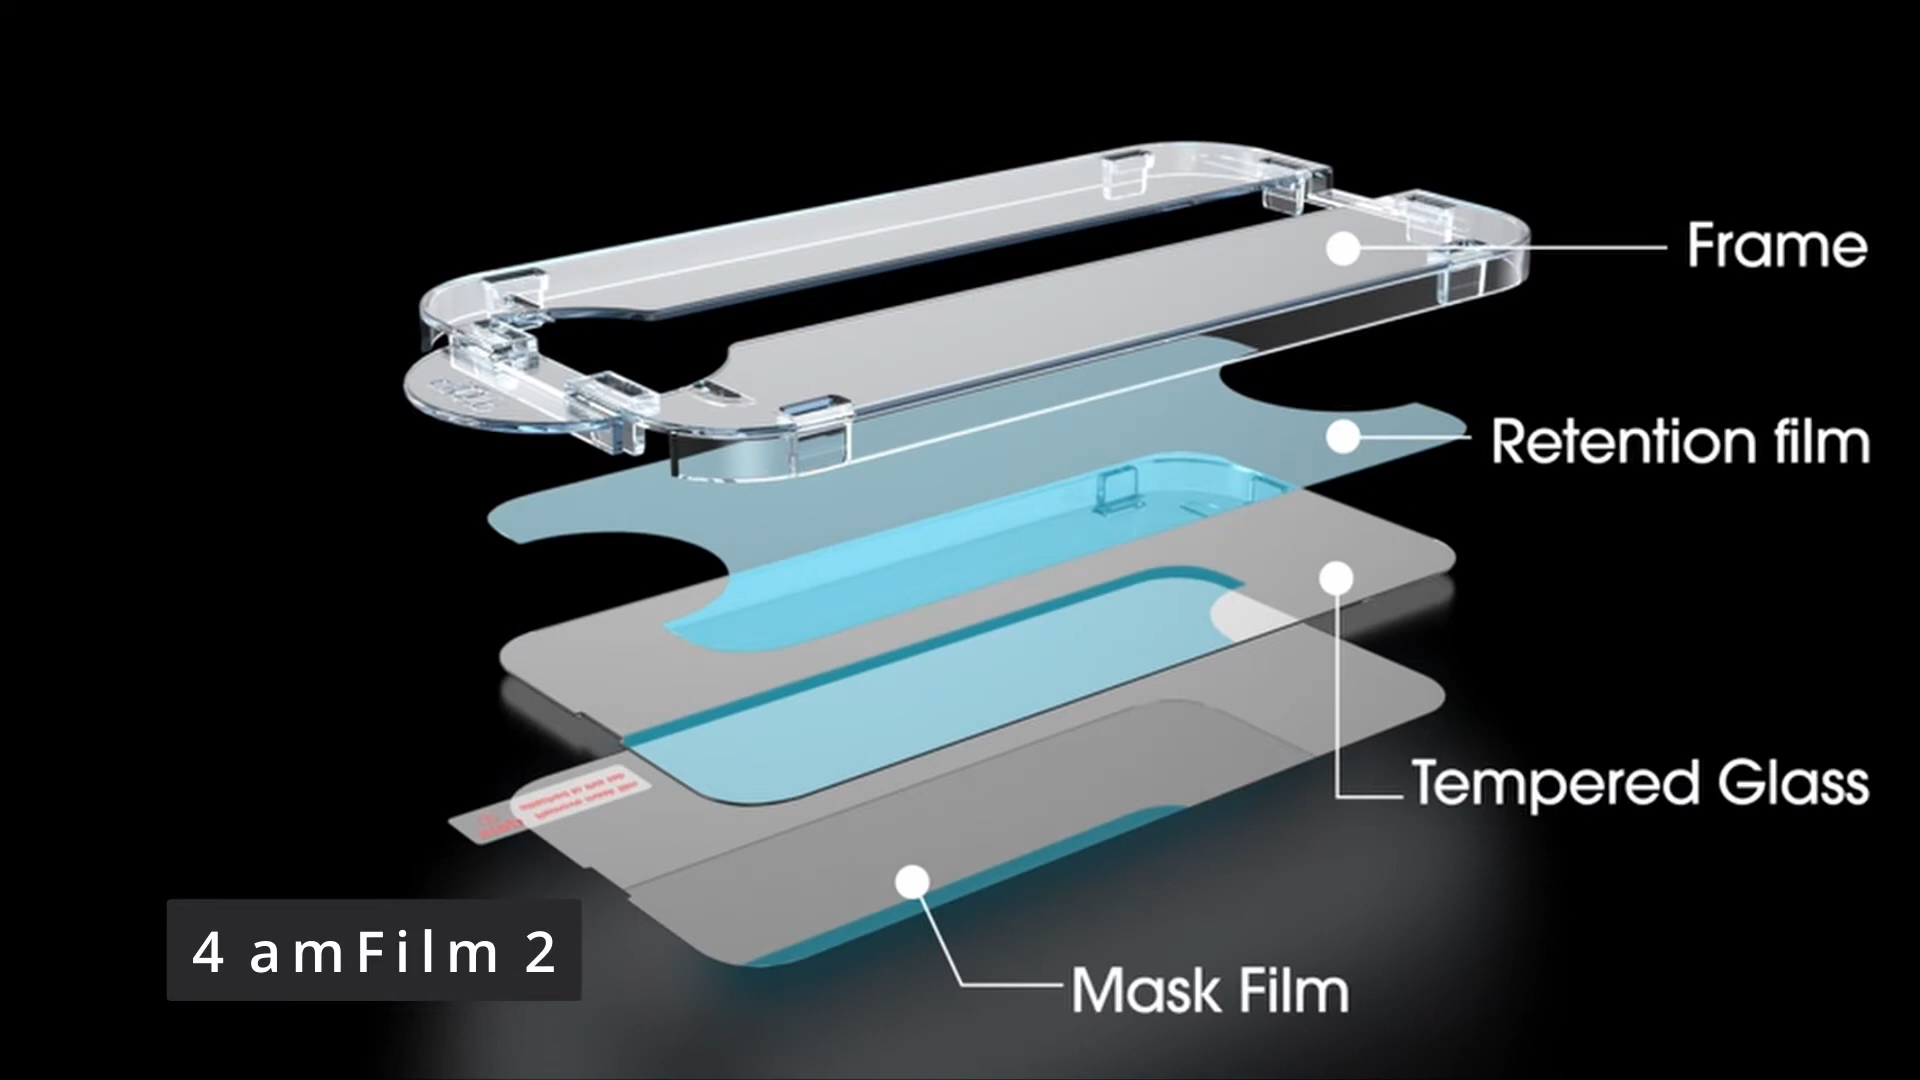 Frame
Retention film
Tempered Glass
4 amFilm 2
Mask Film